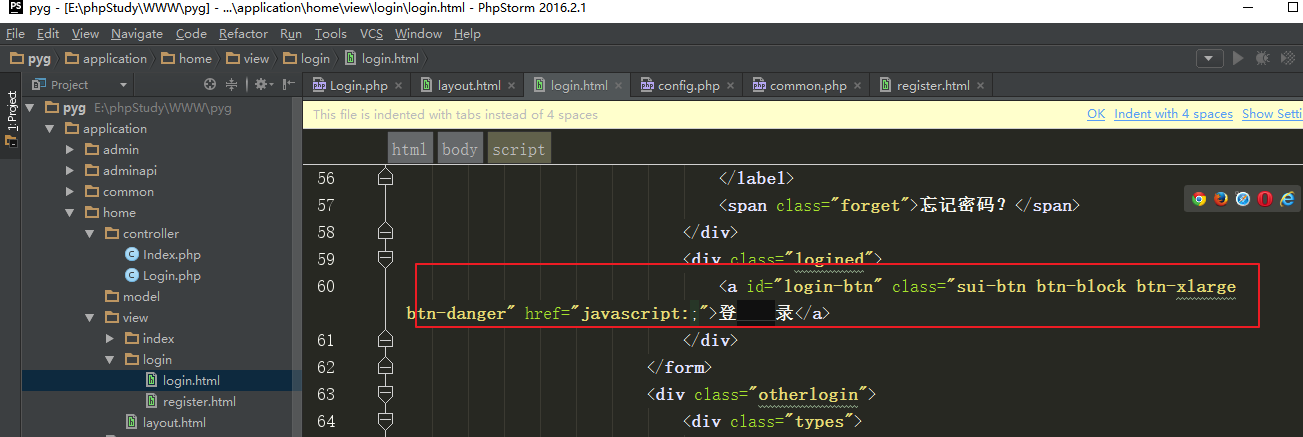 pyg - [E:\phpStudy\WWW\pyg] - ...\application\home\view\login\login.html - PhpStorm 2016.2.1
File Edit View Navigate Code Refactor Run Tools VCS Window Help
pyg application home view login login.html
Project Login.php layout.html login.html config.php common.php register.html
1: Project
pyg E:\phpStudy\WWW\pyg
application
admin
adminapi
common
home
controller
Index.php
Login.php
model
view
index
login
login.html
register.html
layout.html
This file is indented with tabs instead of 4 spaces OK Indent with 4 spaces Show Setti
html body script
56 </label>
57 <span class="forget">忘记密码？</span>
58 </div>
59 <div class="logined">
60 <a id="login-btn" class="sui-btn btn-block btn-xlarge
btn-danger" href="javascript:;">登 录</a>
61 </div>
62 </form>
63 <div class="otherlogin">
64 <div class="types">